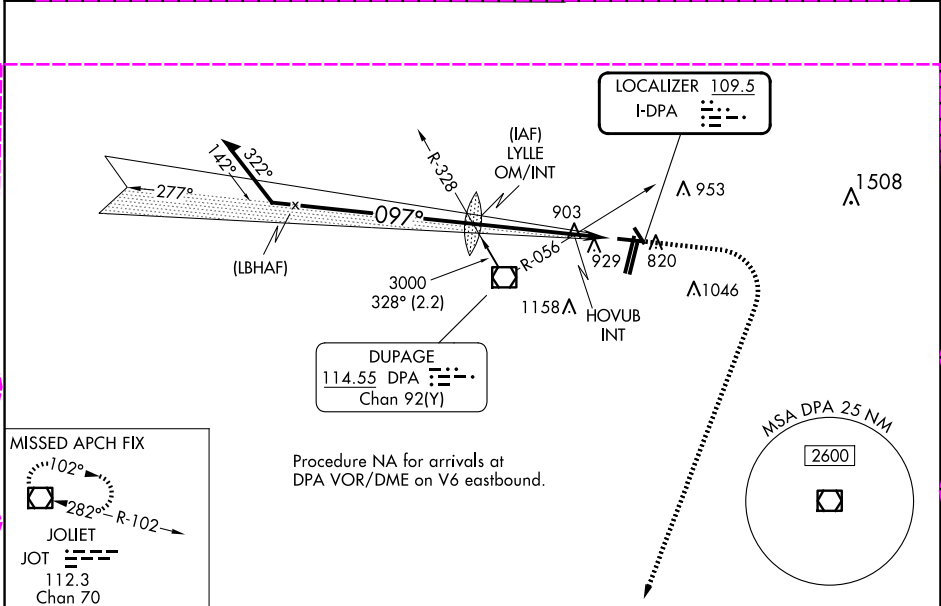 LOCALIZER 109.5
I-DPA
(IAF)
LYLLE
OM/INT
R-328
322°
142°
277°
097°
953
1508
903
(LBHAF)
R-056
929
820
3000
328° (2.2)
1046
1158
HOVUB
INT
DUPAGE
114.55 DPA
Chan 92(Y)
MSA DPA 25 NM
2600
MISSED APCH FIX
102°
282°
R-102
JOLIET
JOT
112.3
Chan 70
Procedure NA for arrivals at
DPA VOR/DME on V6 eastbound.